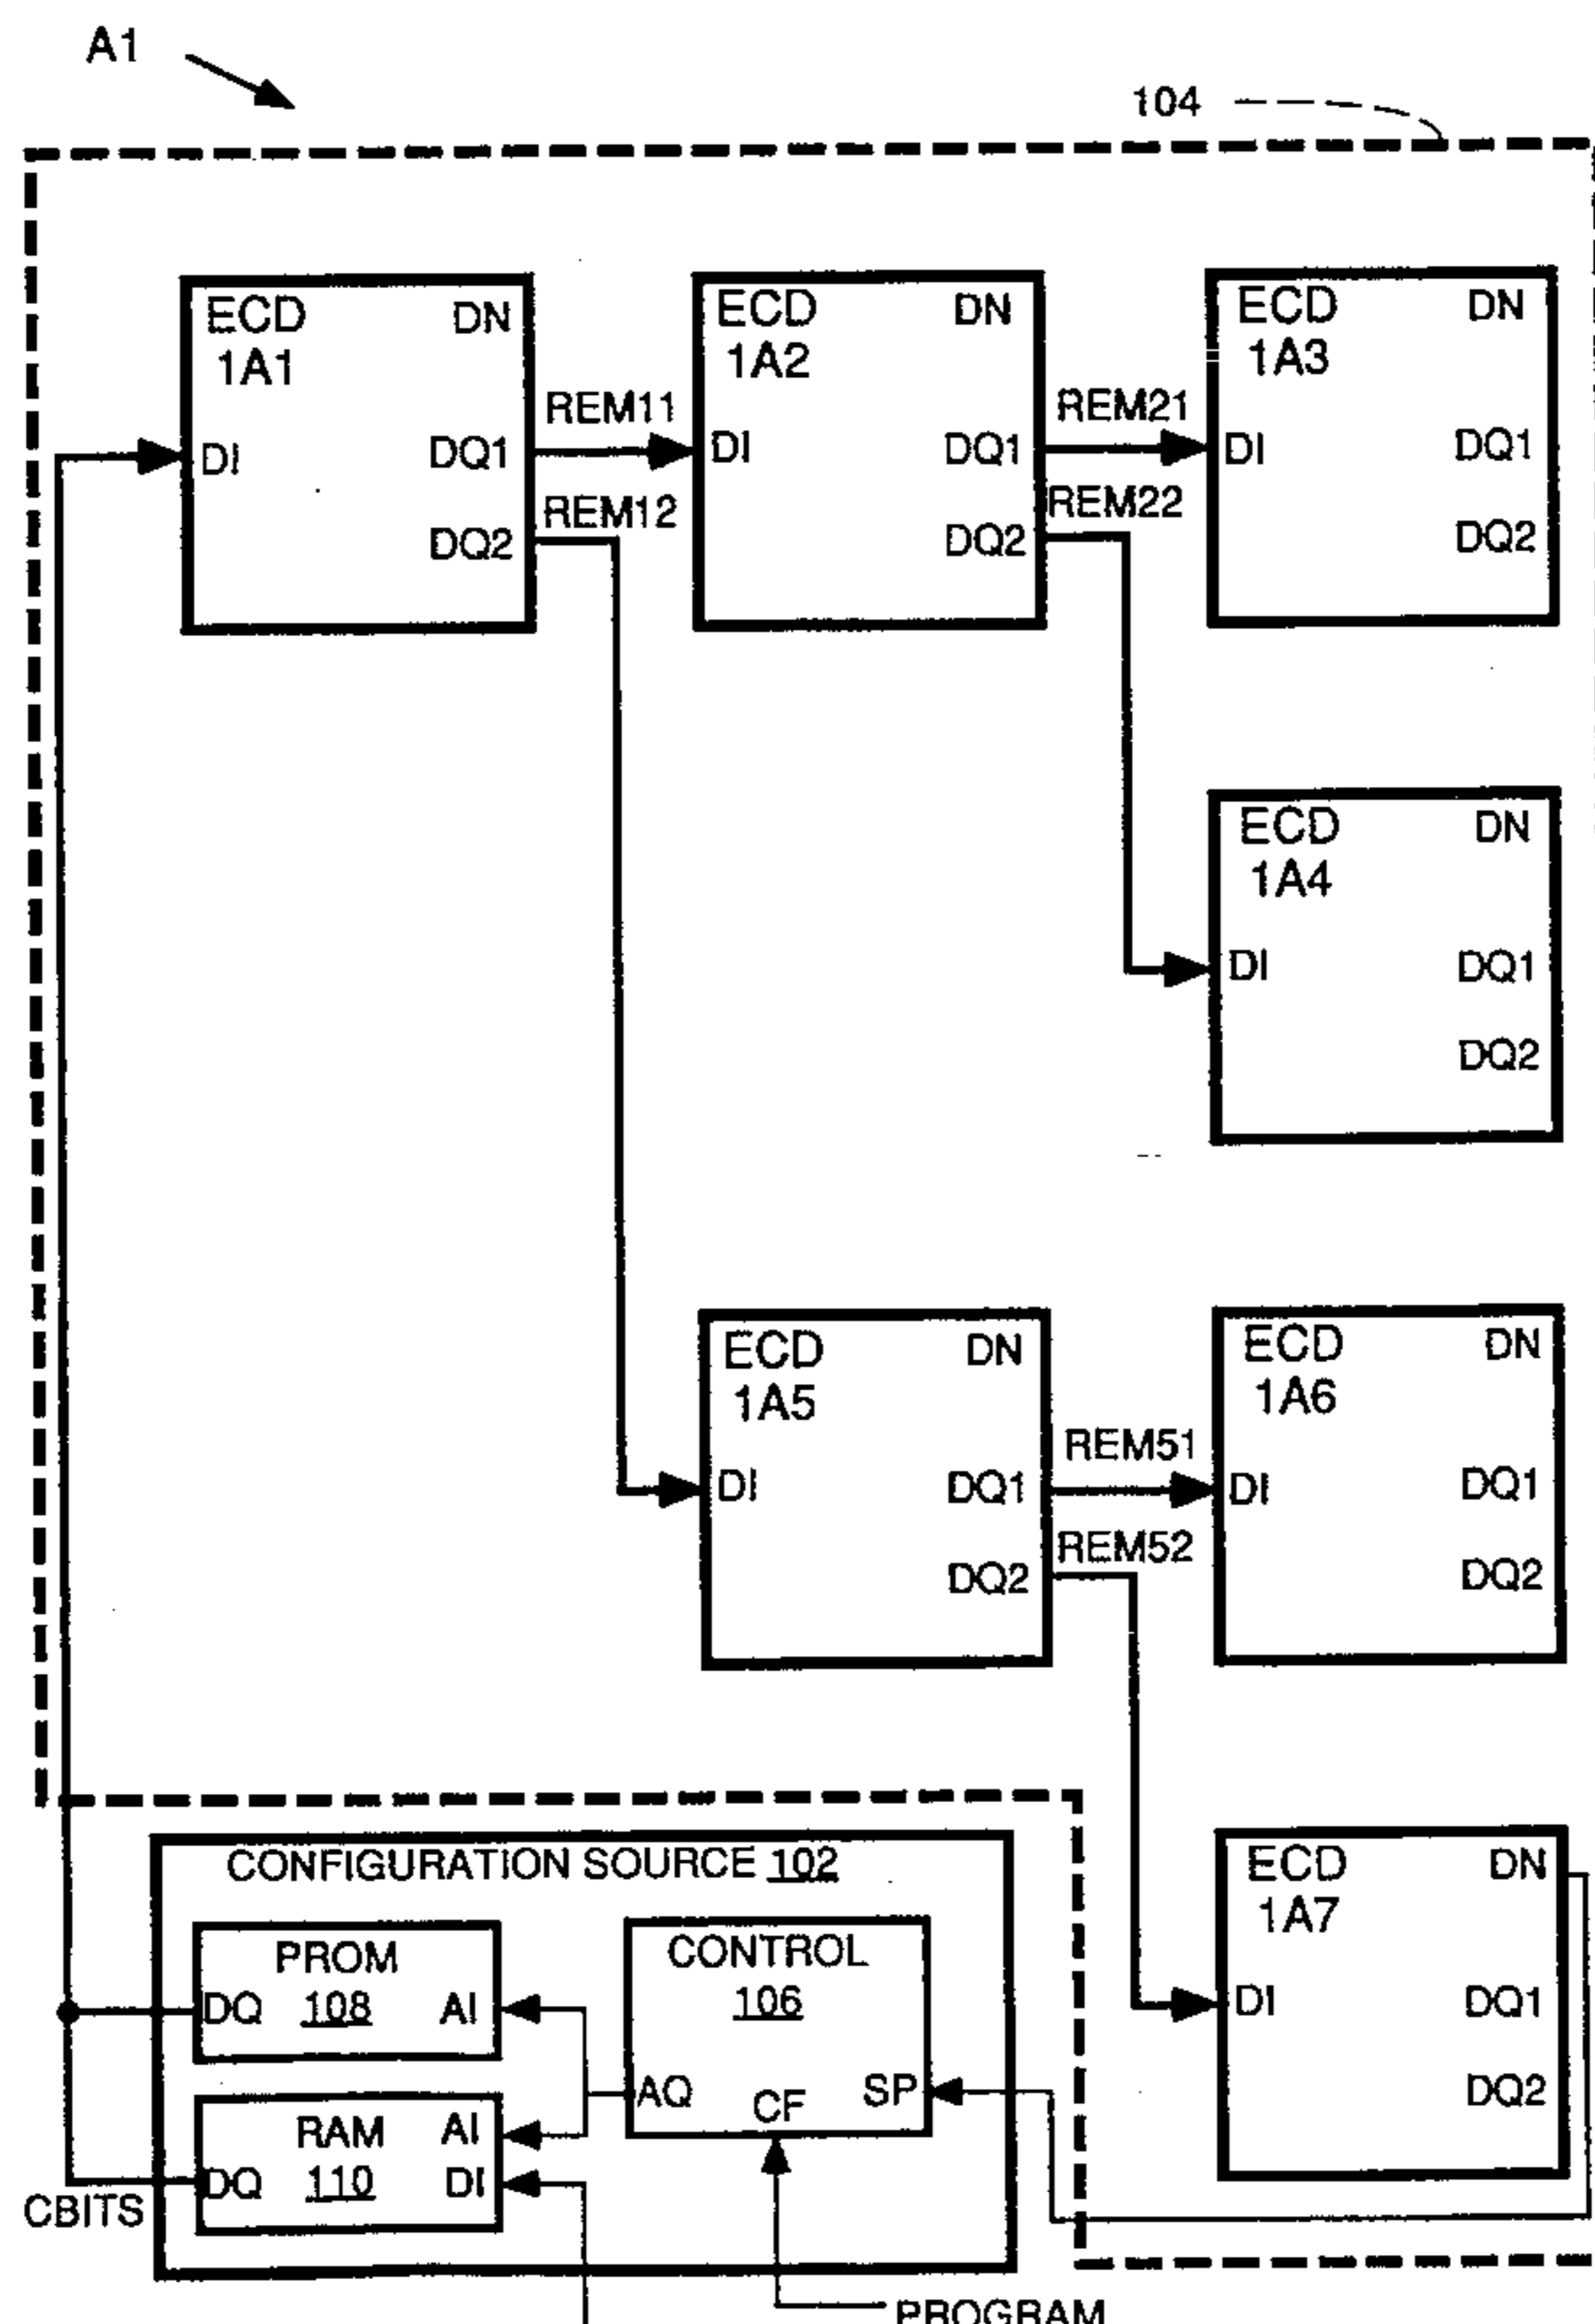 A1
104
ECD DN
1A1
DI
DQ1
DQ2
REM11
REM12
ECD DN
1A2
DI
DQ1
DQ2
REM21
REM22
ECD DN
1A3
DI
DQ1
DQ2
ECD DN
1A4
DI
DQ1
DQ2
ECD DN
1A5
DI
DQ1
DQ2
REM51
REM52
ECD DN
1A6
DI
DQ1
DQ2
ECD DN
1A7
DI
DQ1
DQ2
CONFIGURATION SOURCE 102
PROM
DQ 108 AI
CONTROL
106
AQ CF SP
RAM AI
DQ 110 DI
CBITS
PROGRAM